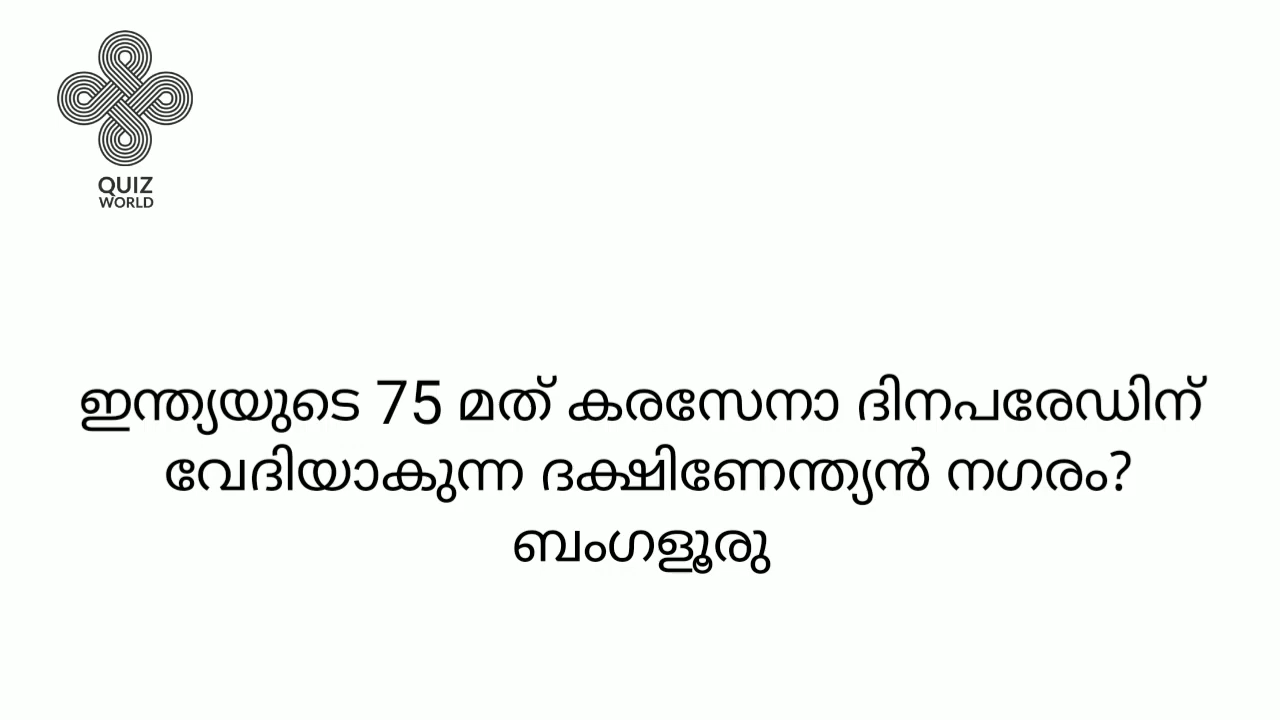 QUIZ
WORLD
ഇന്ത്യയുടെ 75 മത് കരസേനാ ദിനപരേഡിന്
വേദിയാകുന്ന ദക്ഷിണേന്ത്യൻ നഗരം?
ബംഗളൂരു